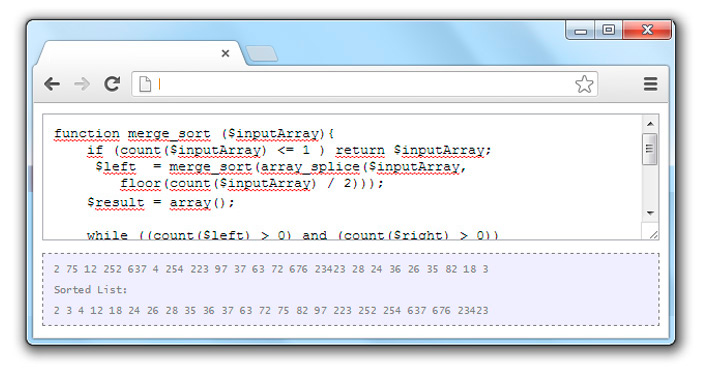 function merge_sort ($inputArray){
if (count($inputArray) <= 1 ) return $inputArray;
$left = merge_sort(array_splice($inputArray,
floor(count($inputArray) / 2)));
$result = array();
while ((count($left) > 0) and (count($right) > 0))
2 75 12 252 637 4 254 223 97 37 63 72 676 23423 28 24 36 26 35 82 18 3
Sorted List:
2 3 4 12 18 24 26 28 35 36 37 63 72 75 82 97 223 252 254 637 676 23423